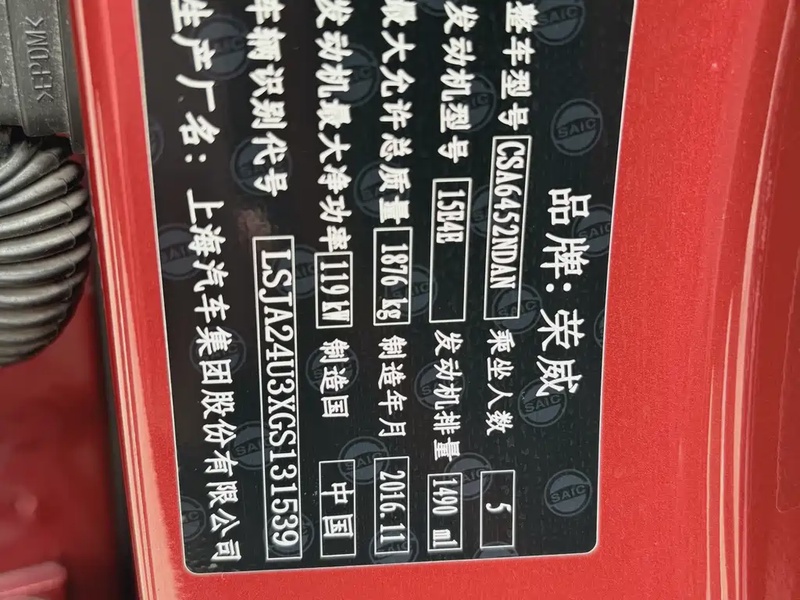 品牌: 荣威
整车型号 CSA6452NDAN 乘坐人数 5
发动机型号 15E4E 发动机排量 1490 ml
最大允许总质量 1876 kg 制造年月 2016.11
发动机最大净功率 119 kW 制造国 中国
车辆识别代号 LSJA24U3XGS131539
生产厂名: 上海汽车集团股份有限公司
SAIC